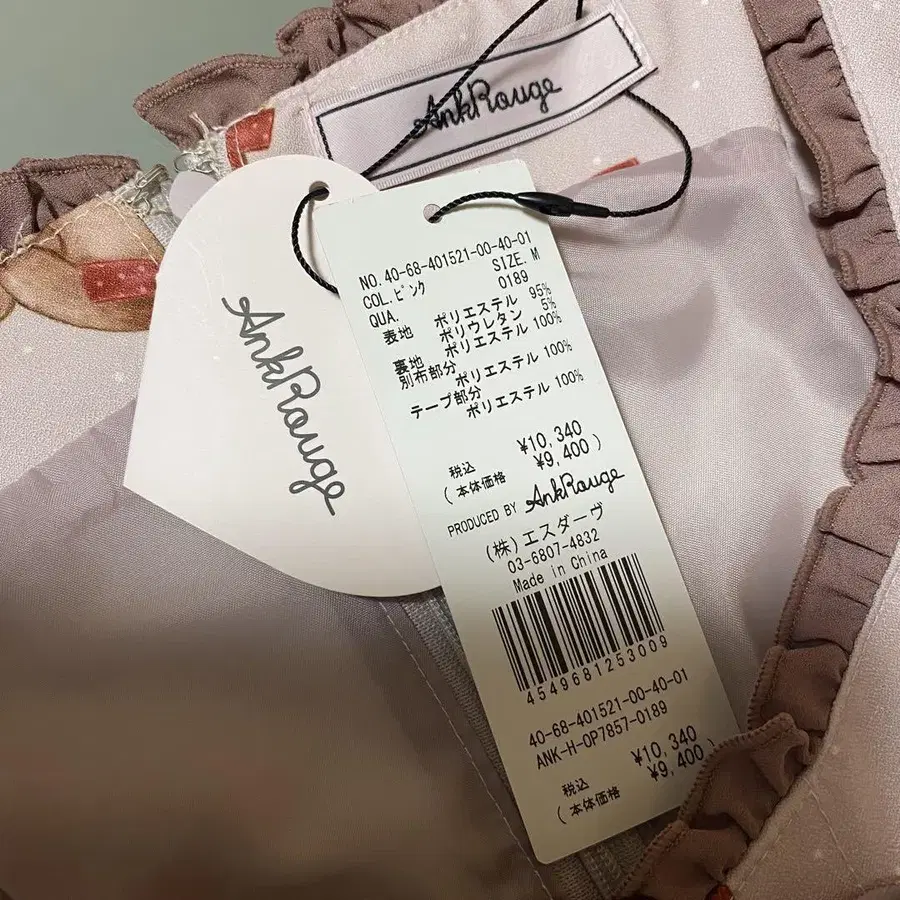 AnkRouge
AnkRouge
NO. 40-68-401521-00-40-01
COL. ピンク SIZE. M
QUA. 0189
表地 ポリエステル 95%
ポリウレタン 5%
裏地 ポリエステル 100%
別布部分
ポリエステル 100%
テープ部分
ポリエステル 100%
¥10,340
税込 ¥9,400 )
( 本体価格
PRODUCED BY AnkRouge
(株)エスダーヴ
03-6807-4832
Made in China
4549681253009
40-68-401521-00-40-01
ANK-H-OP7857-0189
¥10,340
税込 ¥9,400 )
( 本体価格